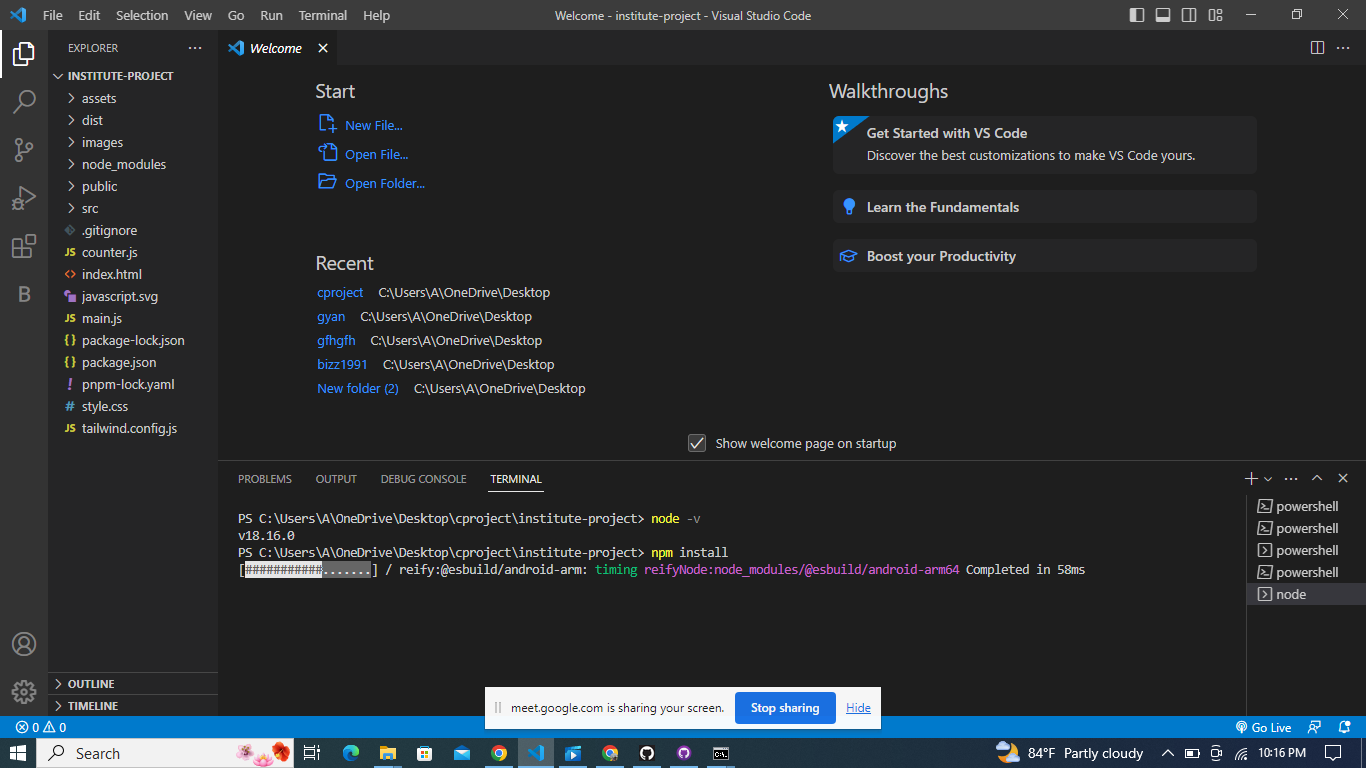 File Edit Selection View Go Run Terminal Help
Welcome - institute-project - Visual Studio Code
EXPLORER
INSTITUTE-PROJECT
assets
dist
images
node_modules
public
src
.gitignore
JS counter.js
<> index.html
javascript.svg
JS main.js
{} package-lock.json
{} package.json
! pnpm-lock.yaml
# style.css
JS tailwind.config.js
OUTLINE
TIMELINE
B
Welcome
Start
New File...
Open File...
Open Folder...
Recent
cproject C:\Users\A\OneDrive\Desktop
gyan C:\Users\A\OneDrive\Desktop
gfhgfh C:\Users\A\OneDrive\Desktop
bizz1991 C:\Users\A\OneDrive\Desktop
New folder (2) C:\Users\A\OneDrive\Desktop
Walkthroughs
Get Started with VS Code
Discover the best customizations to make VS Code yours.
Learn the Fundamentals
Boost your Productivity
Show welcome page on startup
PROBLEMS OUTPUT DEBUG CONSOLE TERMINAL
PS C:\Users\A\OneDrive\Desktop\cproject\institute-project> node -v
v18.16.0
PS C:\Users\A\OneDrive\Desktop\cproject\institute-project> npm install
[###########.......] / reify:@esbuild/android-arm: timing reifyNode:node_modules/@esbuild/android-arm64 Completed in 58ms
powershell
powershell
powershell
powershell
node
meet.google.com is sharing your screen. Stop sharing Hide
0 0
Go Live
Search
84°F Partly cloudy
10:16 PM